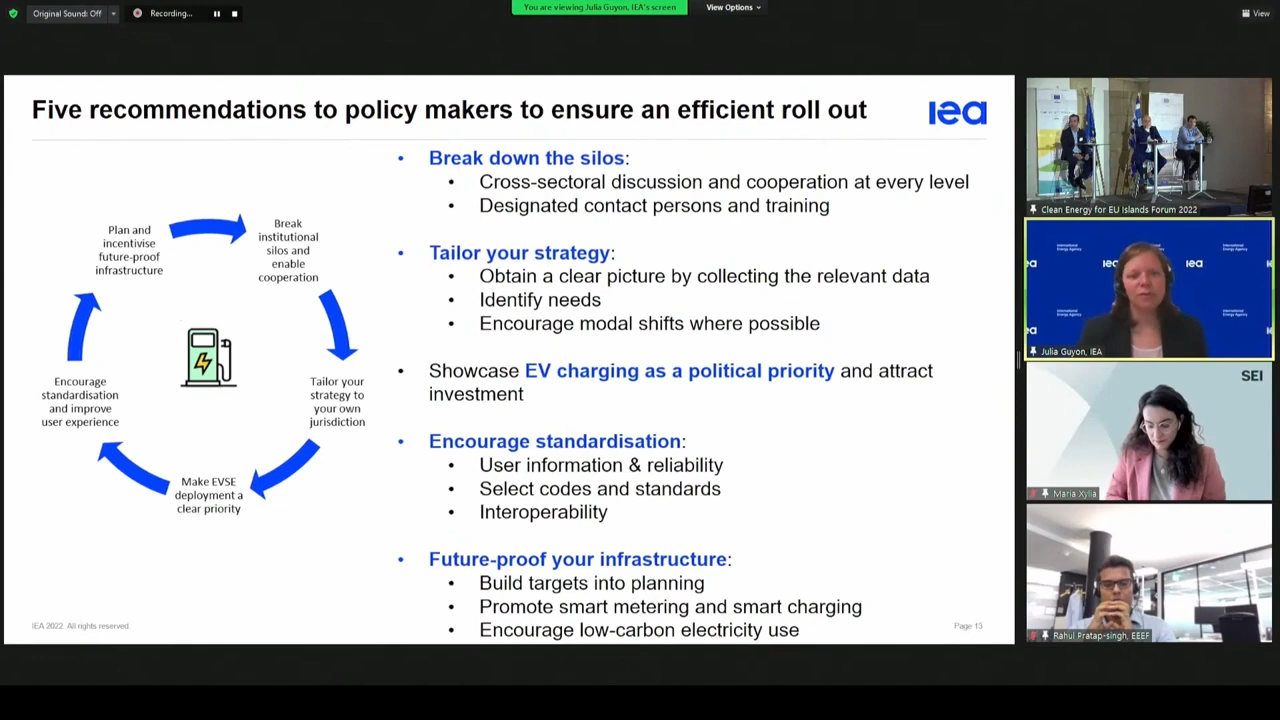 Original Sound: Off
Recording...
You are viewing Julia Guyon, IEA's screen
View Options
View
Five recommendations to policy makers to ensure an efficient roll out
iea
Plan and
incentivise
future-proof
infrastructure
Break
institutional
silos and
enable
cooperation
Tailor your
strategy to
your own
jurisdiction
Make EVSE
deployment a
clear priority
Encourage
standardisation
and improve
user experience
• Break down the silos:
• Cross-sectoral discussion and cooperation at every level
• Designated contact persons and training
• Tailor your strategy:
• Obtain a clear picture by collecting the relevant data
• Identify needs
• Encourage modal shifts where possible
• Showcase EV charging as a political priority and attract
investment
• Encourage standardisation:
• User information & reliability
• Select codes and standards
• Interoperability
• Future-proof your infrastructure:
• Build targets into planning
• Promote smart metering and smart charging
• Encourage low-carbon electricity use
IEA 2022. All rights reserved.
Page 13
Clean Energy for EU Islands Forum 2022
International
Energy Agency
iea
Julia Guyon, IEA
SEI
Maria Xylia
Rahul Pratap-singh, EEEF